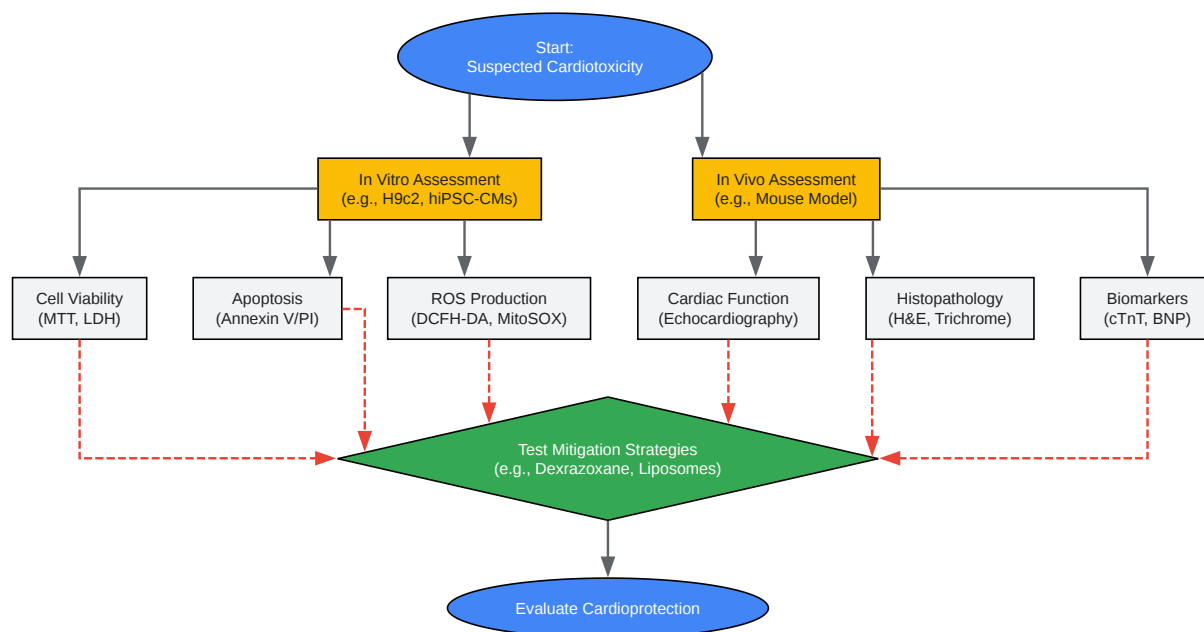 Start:
Suspected Cardiotoxicity
In Vitro Assessment
(e.g., H9c2, hiPSC-CMs)
In Vivo Assessment
(e.g., Mouse Model)
Cell Viability
(MTT, LDH)
Apoptosis
(Annexin V/PI)
ROS Production
(DCFH-DA, MitoSOX)
Cardiac Function
(Echocardiography)
Histopathology
(H&E, Trichrome)
Biomarkers
(cTnT, BNP)
Test Mitigation Strategies
(e.g., Dexrazoxane, Liposomes)
Evaluate Cardioprotection